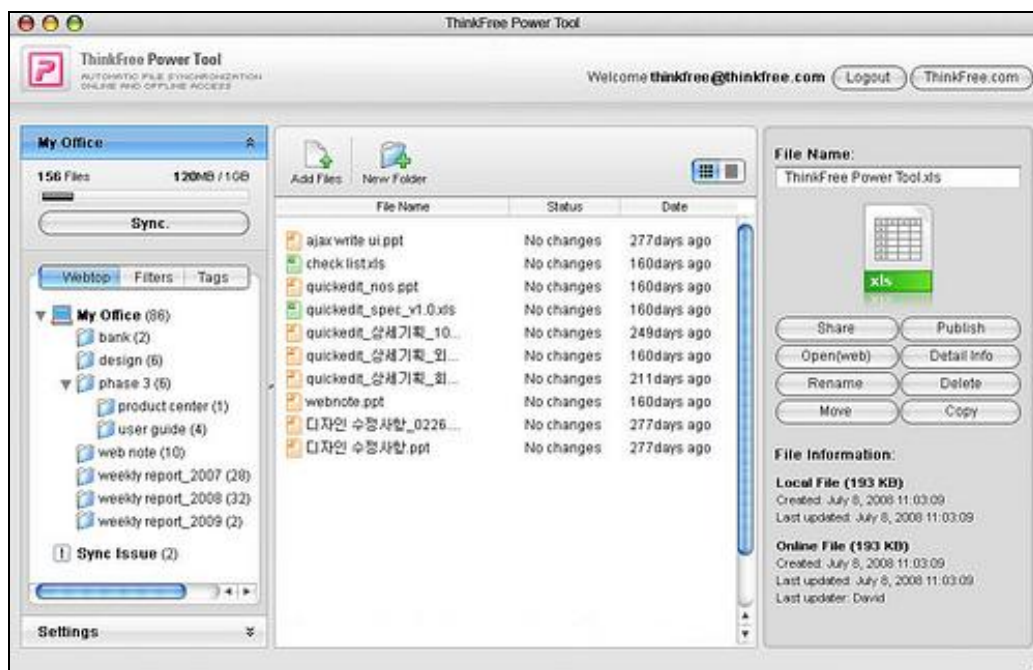 ThinkFree Power Tool
ThinkFree Power Tool
AUTOMATIC FILE SYNCHRONIZATION
ONLINE AND OFFLINE ACCESS
Welcome thinkfree@thinkfree.com
Logout
ThinkFree.com
My Office
156 Files 120MB / 1GB
Sync.
Webtop Filters Tags
My Office (86)
bank (2)
design (6)
phase 3 (6)
product center (1)
user guide (4)
web note (10)
weekly report_2007 (28)
weekly report_2008 (32)
weekly report_2009 (2)
Sync Issue (2)
Settings
Add Files New Folder
File Name Status Date
ajax write ui.ppt No changes 277days ago
check list.xls No changes 160days ago
quickedit_nos.ppt No changes 160days ago
quickedit_spec_v1.0.xls No changes 160days ago
quickedit_상세기획_10... No changes 249days ago
quickedit_상세기획_외... No changes 160days ago
quickedit_상세기획_회... No changes 211days ago
webnote.ppt No changes 160days ago
디자인 수정사항_0226... No changes 277days ago
디자인 수정사항.ppt No changes 277days ago
File Name:
ThinkFree Power Tool.xls
xls
Share Publish
Open(web) Detail Info
Rename Delete
Move Copy
File Information:
Local File (193 KB)
Created: July 8, 2008 11:03:09
Last updated: July 8, 2008 11:03:09
Online File (193 KB)
Created: July 8, 2008 11:03:09
Last updated: July 8, 2008 11:03:09
Last updater: David